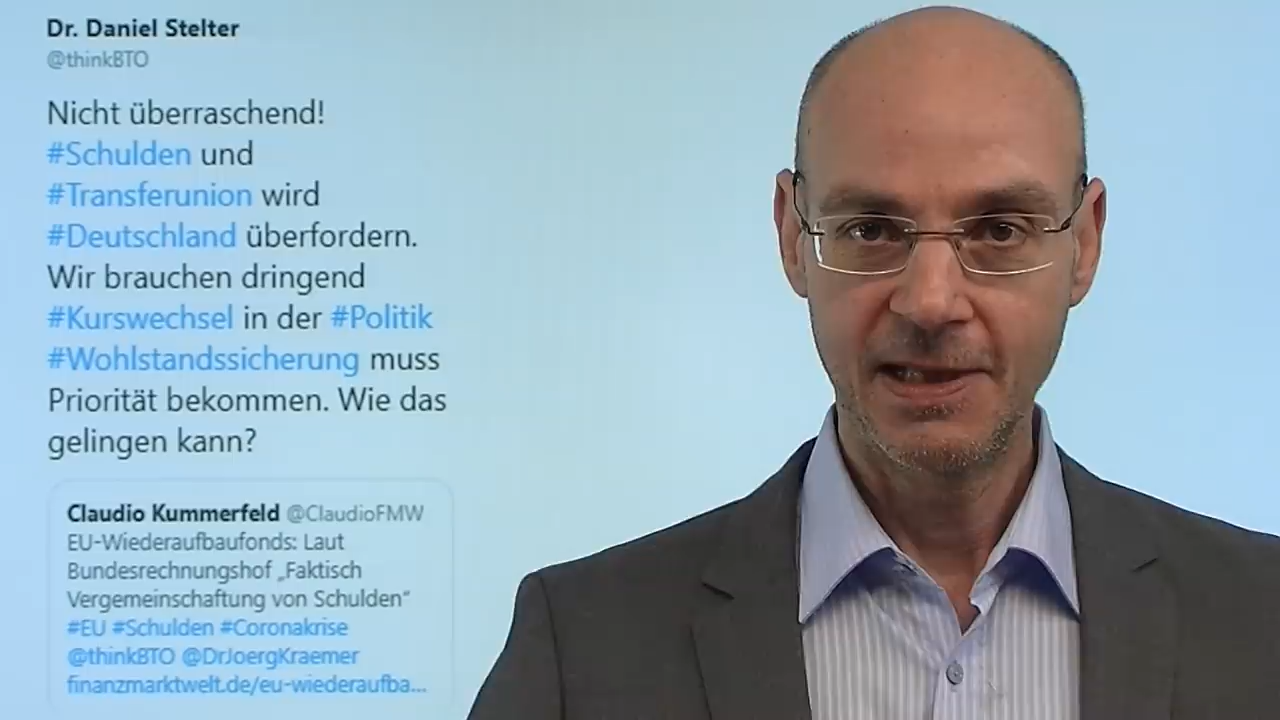 Dr. Daniel Stelter
@thinkBTO
Nicht überraschend!
#Schulden und
#Transferunion wird
#Deutschland überfordern.
Wir brauchen dringend
#Kurswechsel in der #Politik
#Wohlstandssicherung muss
Priorität bekommen. Wie das
gelingen kann?
Claudio Kummerfeld @ClaudioFMW
EU-Wiederaufbaufonds: Laut
Bundesrechnungshof „Faktisch
Vergemeinschaftung von Schulden“
#EU #Schulden #Coronakrise
@thinkBTO @DrJoergKraemer
finanzmarktwelt.de/eu-wiederaufba...